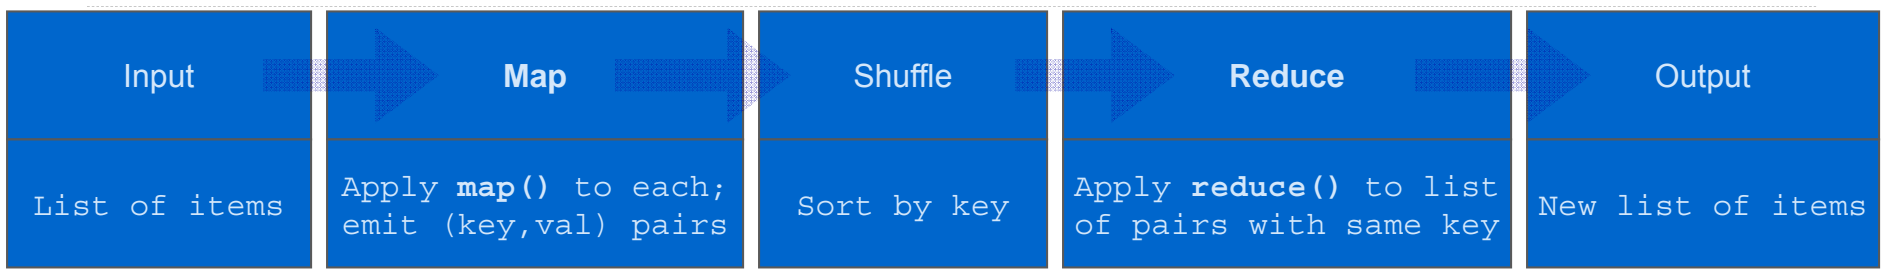 Input
Map
Shuffle
Reduce
Output
List of items
Apply map() to each;
emit (key,val) pairs
Sort by key
Apply reduce() to list
of pairs with same key
New list of items